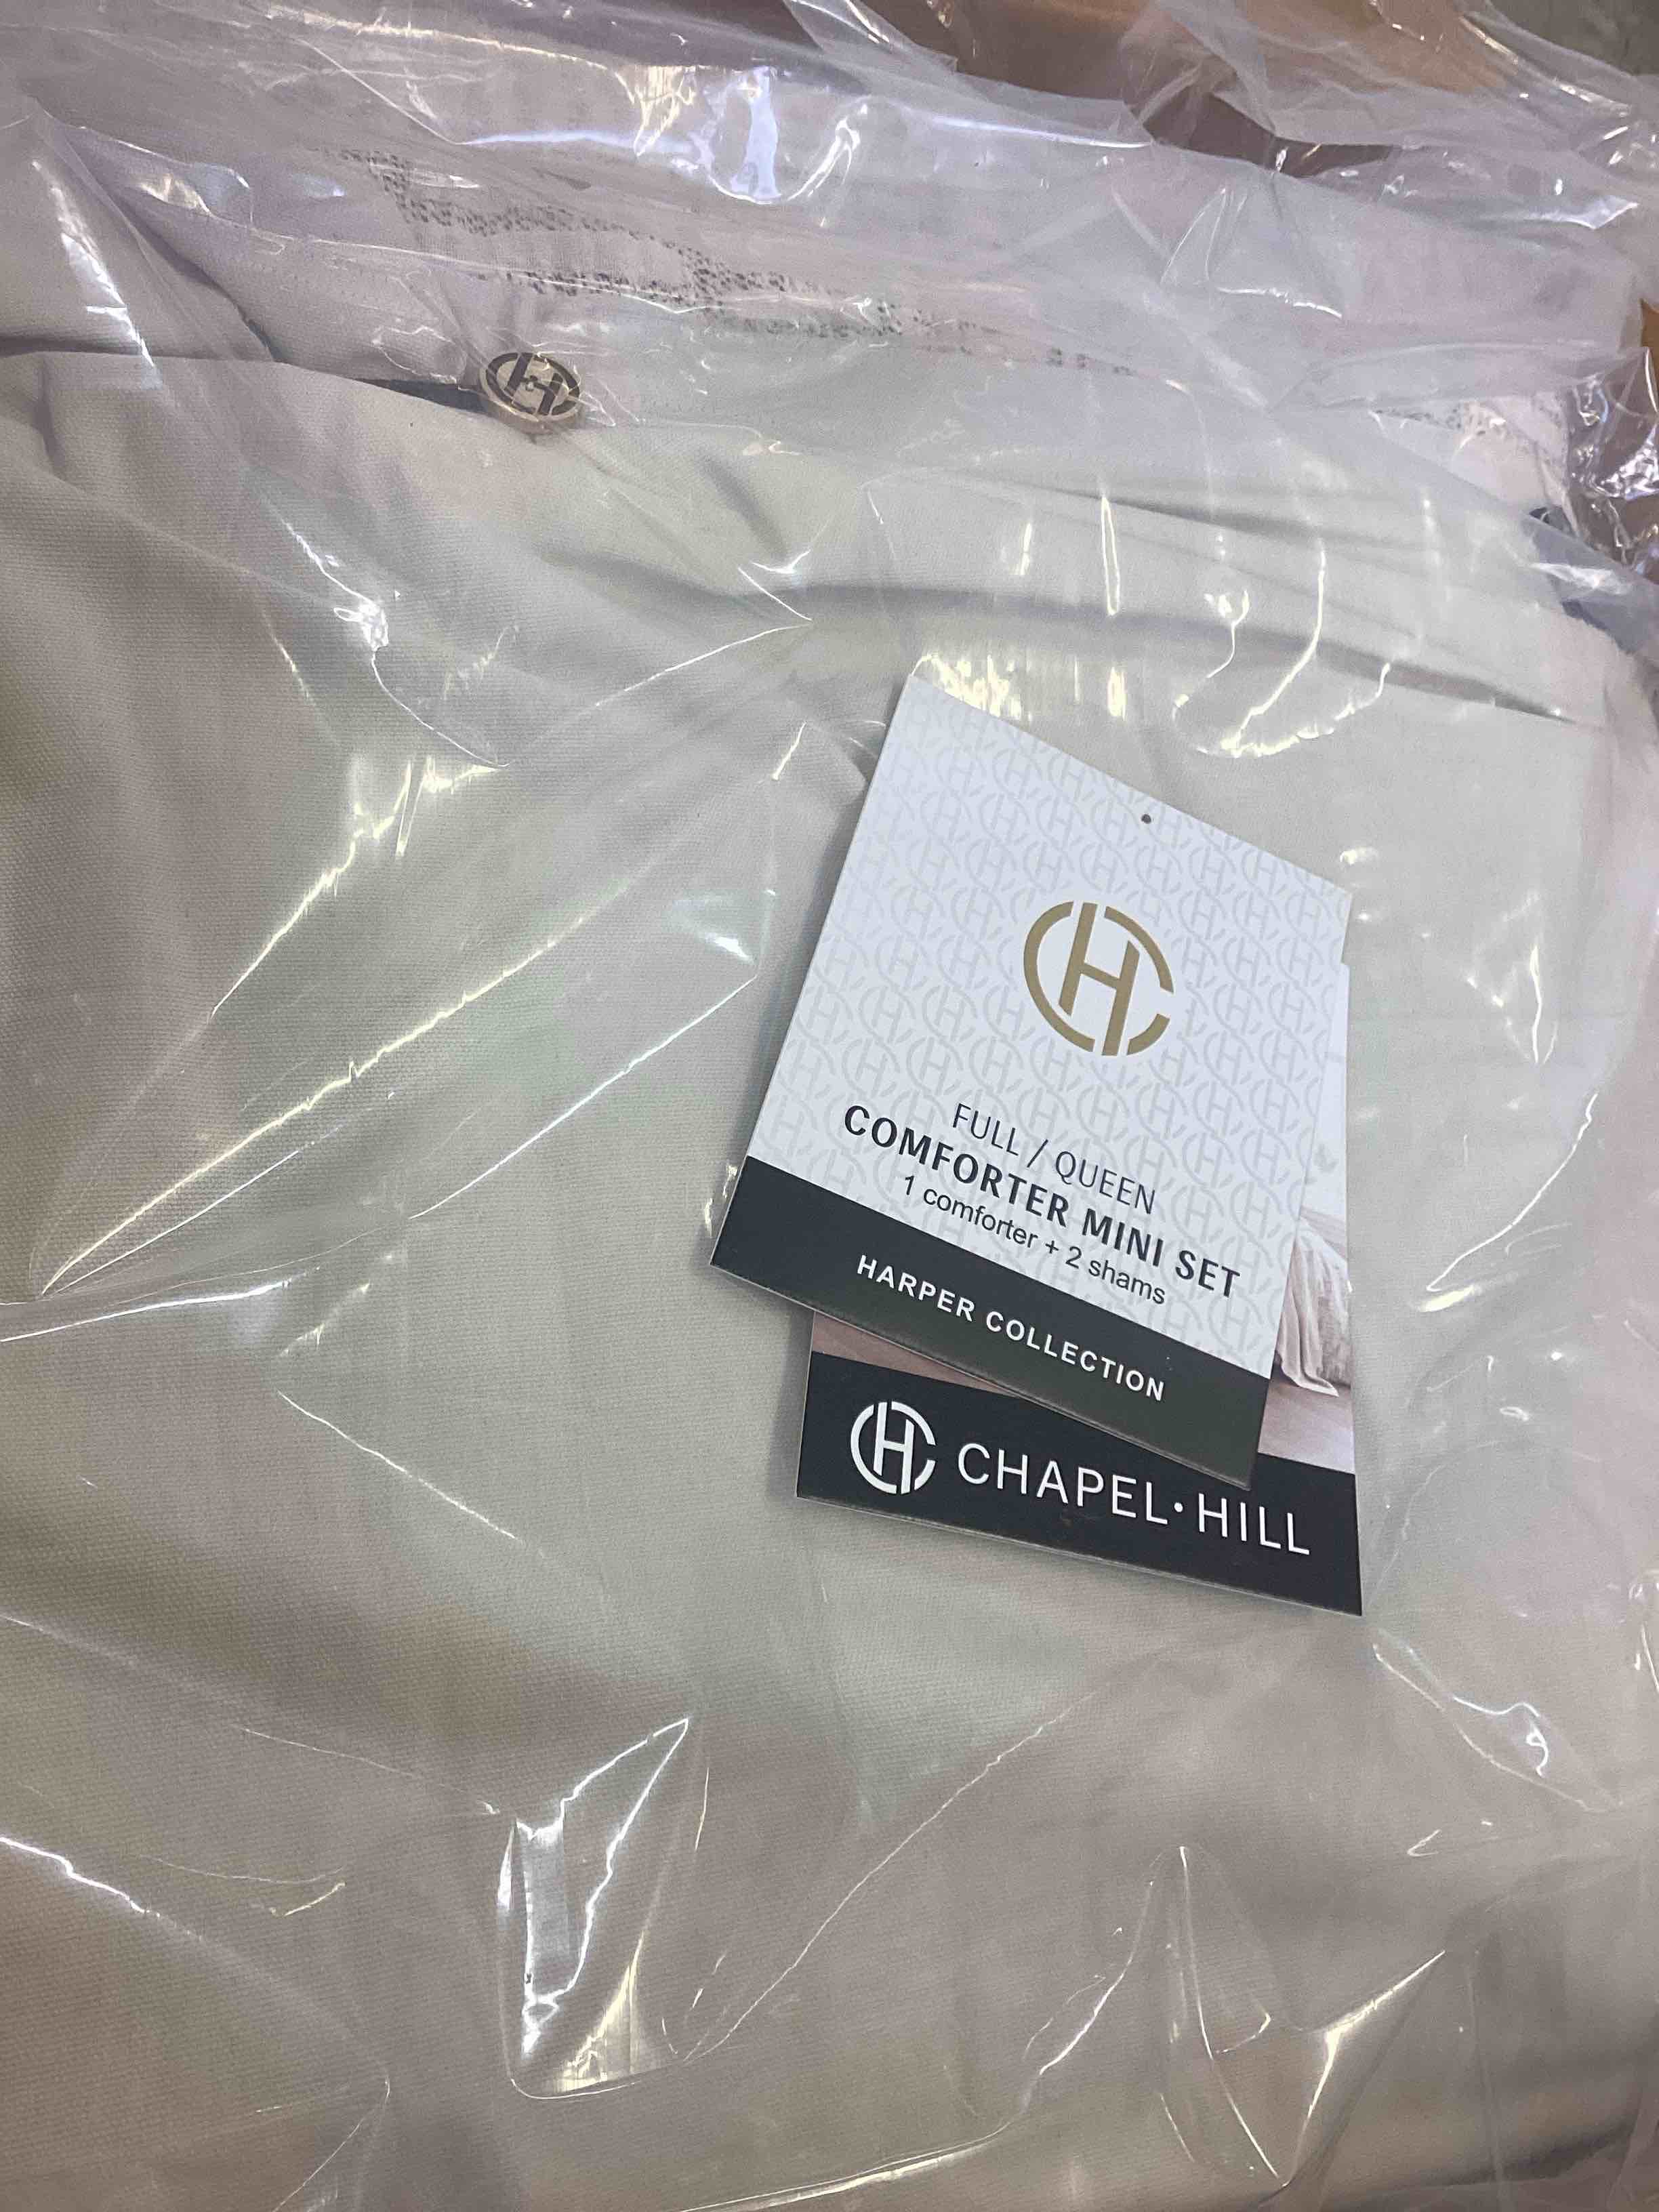 FULL / QUEEN
COMFORTER MINI SET
1 comforter + 2 shams
HARPER COLLECTION
CHAPEL·HILL